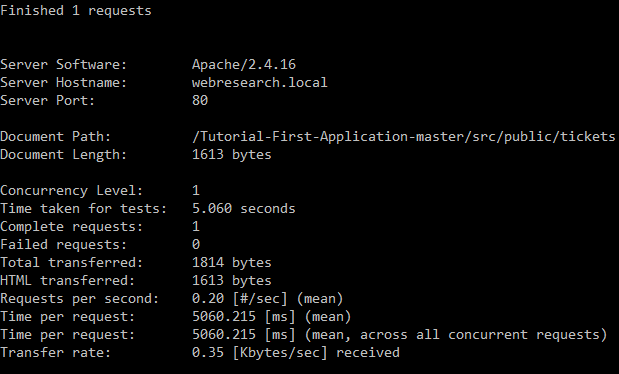 Finished 1 requests
Server Software: Apache/2.4.16
Server Hostname: webresearch.local
Server Port: 80
Document Path: /Tutorial-First-Application-master/src/public/tickets
Document Length: 1613 bytes
Concurrency Level: 1
Time taken for tests: 5.060 seconds
Complete requests: 1
Failed requests: 0
Total transferred: 1814 bytes
HTML transferred: 1613 bytes
Requests per second: 0.20 [#/sec] (mean)
Time per request: 5060.215 [ms] (mean)
Time per request: 5060.215 [ms] (mean, across all concurrent requests)
Transfer rate: 0.35 [Kbytes/sec] received